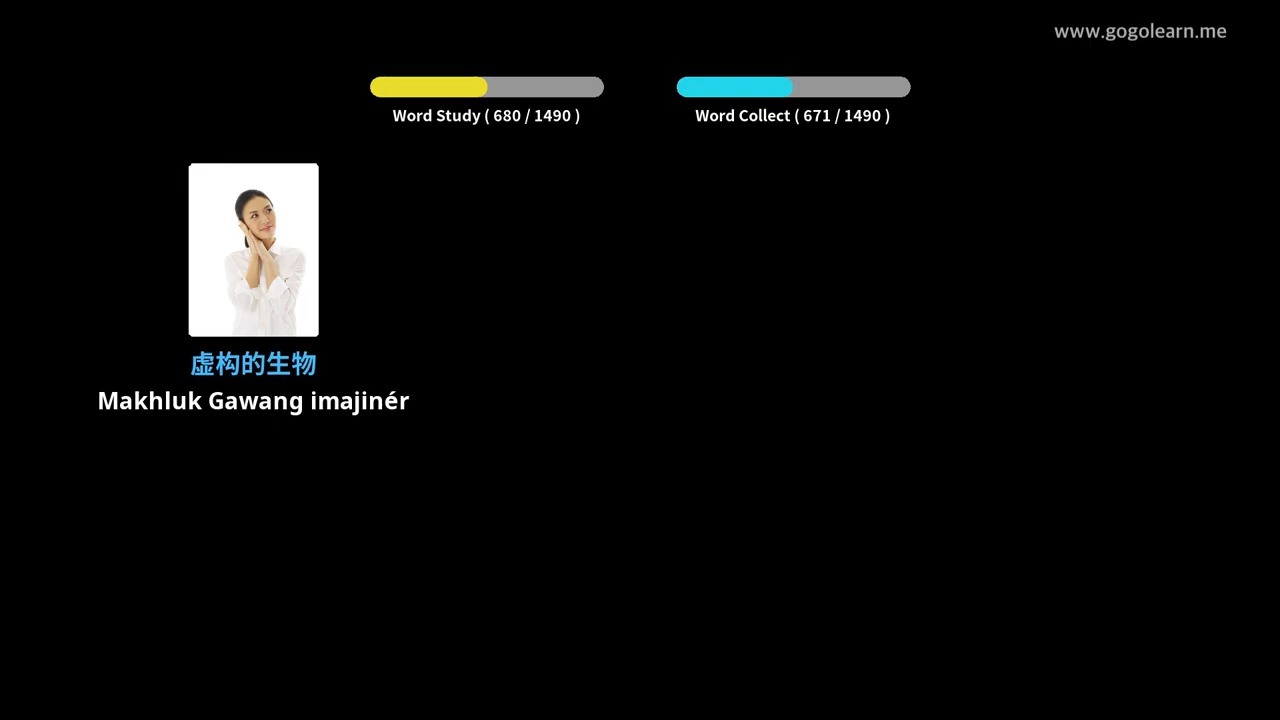 www.gogolearn.me
Word Study ( 680 / 1490 )
Word Collect ( 671 / 1490 )
虚构的生物
Makhluk Gawang imajinér